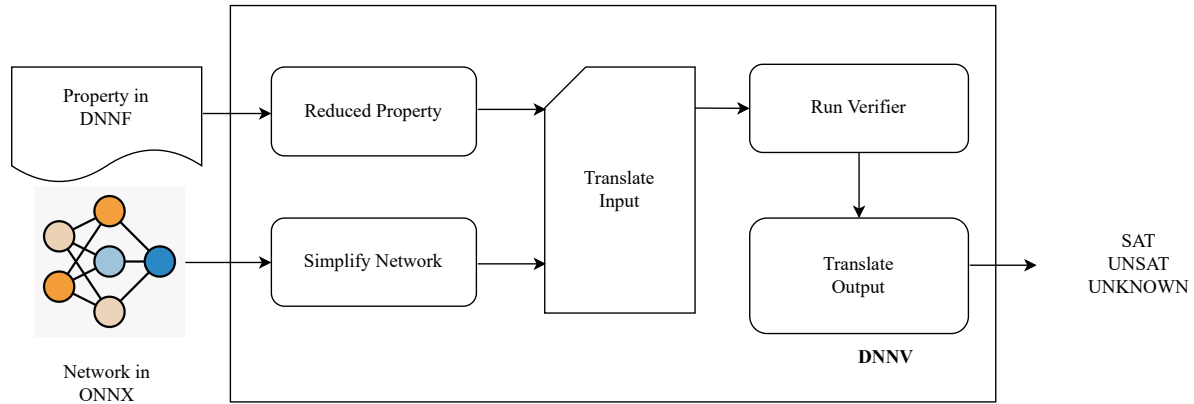 Property in
DNNF
Reduced Property
Run Verifier
Translate
Input
Simplify Network
Translate
Output
SAT
UNSAT
UNKNOWN
DNNV
Network in
ONNX